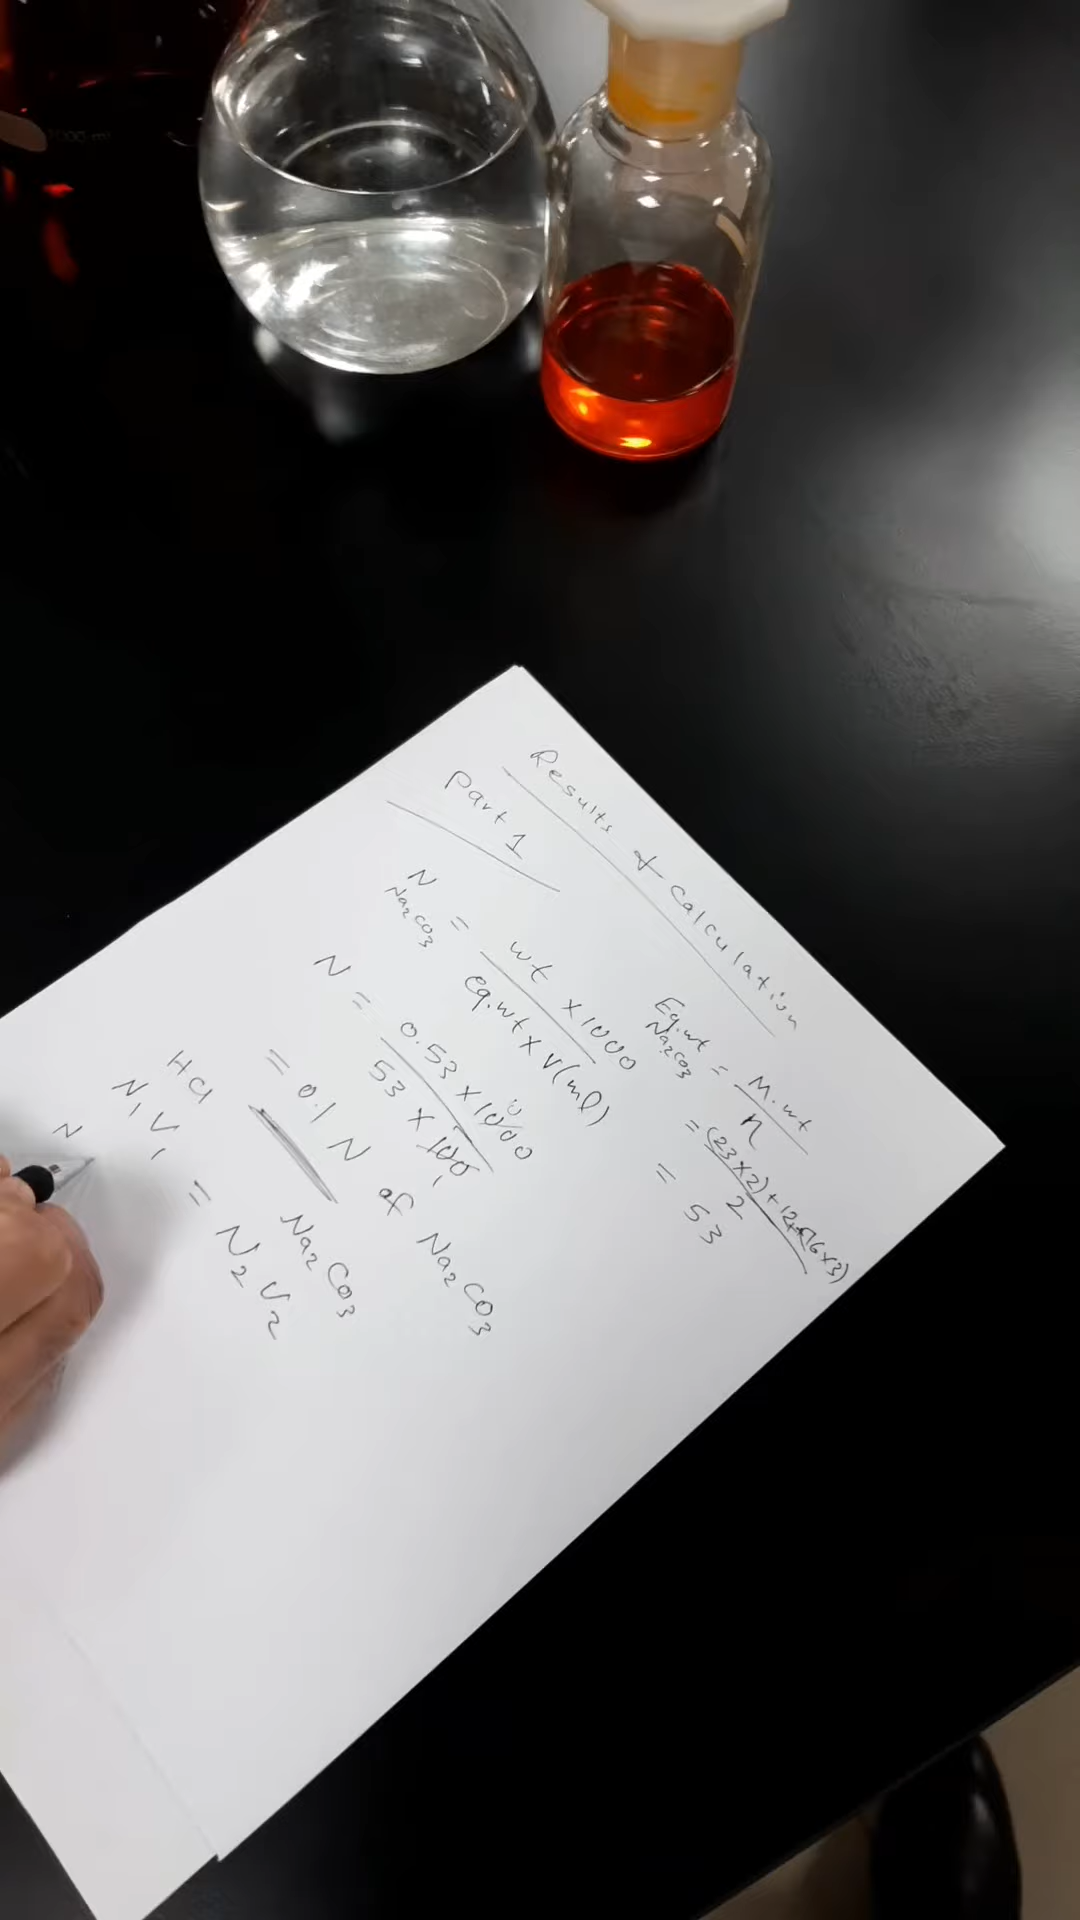 Results & Calculation
Part 1
N Na₂CO₃ = wt × 1000 / eq.wt × V(ml)
Eq.wt Na₂CO₃ = M.wt / n
= (23×2)+12+(16×3) / 2
= 53
N = 0.53 × 1000 / 53 × 100
= 0.1 N of Na₂CO₃
HCl Na₂CO₃
N₁V₁ = N₂V₂
N